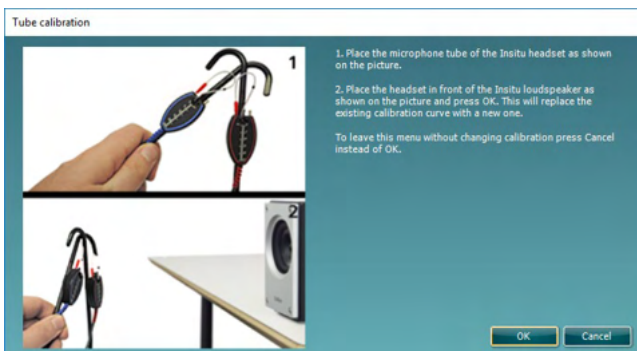 Tube calibration
1
1. Place the microphone tube of the Insitu headset as shown
on the picture.
2. Place the headset in front of the Insitu loudspeaker as
shown on the picture and press OK. This will replace the
existing calibration curve with a new one.
To leave this menu without changing calibration press Cancel
instead of OK.
2
OK
Cancel